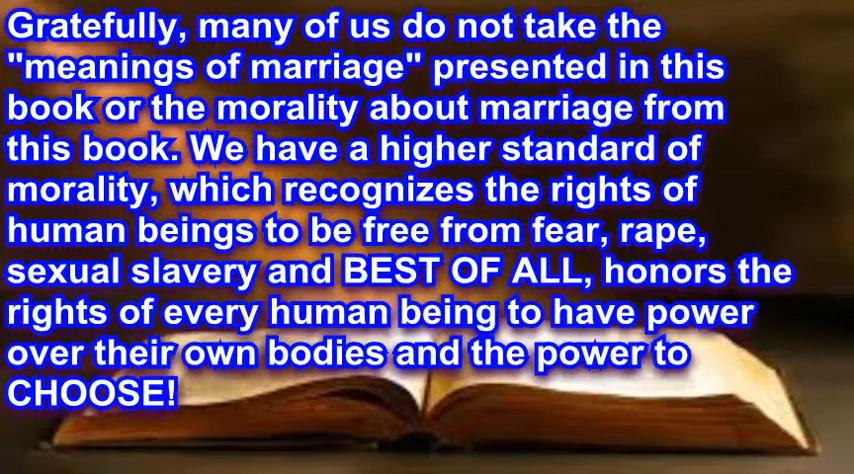 Gratefully, many of us do not take the
"meanings of marriage" presented in this
book or the morality about marriage from
this book. We have a higher standard of
morality, which recognizes the rights of
human beings to be free from fear, rape,
sexual slavery and BEST OF ALL, honors the
rights of every human being to have power
over their own bodies and the power to
CHOOSE!